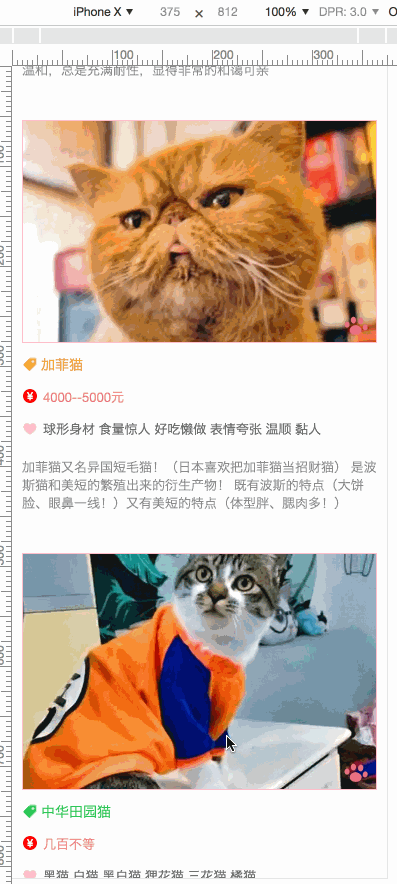 iPhone X ▼ 375 × 812 100% ▼ DPR: 3.0 ▼ O
100 200 300
温和，总是充满耐性，显得非常的和谒可亲
加菲猫
4000--5000元
球形身材 食量惊人 好吃懒做 表情夸张 温顺 黏人
加菲猫又名异国短毛猫！（日本喜欢把加菲猫当招财猫） 是波
斯猫和美短的繁殖出来的衍生产物！ 既有波斯的特点（大饼
脸、眼鼻一线！）又有美短的特点（体型胖、腮肉多！）
中华田园猫
几百不等
黑猫 白猫 黑白猫 狸花猫 三花猫 橘猫